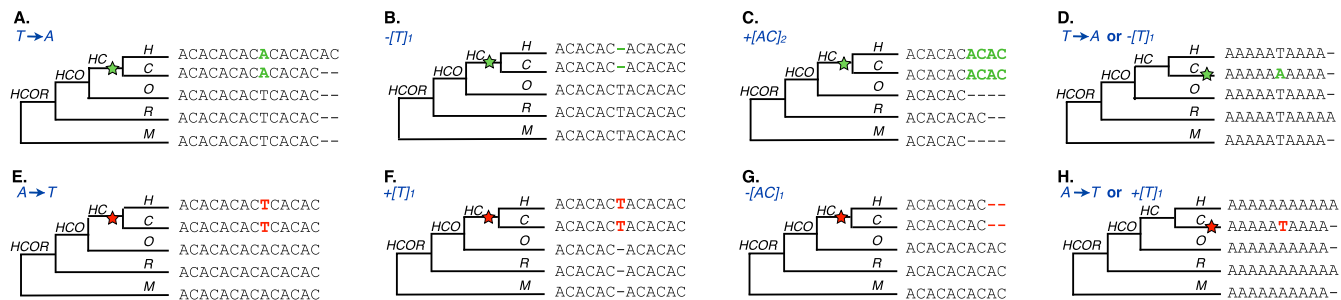 A.
T→A
H ACACACACACACACAC
HC
C ACACACACACACAC--
HCO
O ACACACACTCACAC--
HCOR
R ACACACACTCACAC--
M ACACACACTCACAC--
B.
-[T]1
H ACACAC-ACACAC
HC
C ACACAC-ACACAC
HCO
O ACACACTACACAC
HCOR
R ACACACTACACAC
M ACACACTACACAC
C.
+[AC]2
H ACACACACAC
HC
C ACACACACAC
HCO
O ACACAC----
HCOR
R ACACACAC--
M ACACAC----
D.
T→A or -[T]1
H AAAAATAAAA-
HC
C AAAAAAAAAA-
HCO
O AAAAATAAAA-
HCOR
R AAAAATAAAAA
M AAAAATAAAA-
E.
A→T
H ACACACACTCACAC
HC
C ACACACACTCACAC
HCO
O ACACACACACACAC
HCOR
R ACACACACACACAC
M ACACACACACACAC
F.
+[T]1
H ACACACTACACAC
HC
C ACACACTACACAC
HCO
O ACACAC-ACACAC
HCOR
R ACACAC-ACACAC
M ACACAC-ACACAC
G.
-[AC]1
H ACACACAC--
HC
C ACACACAC--
HCO
O ACACACACAC
HCOR
R ACACACACAC
M ACACACACAC
H.
A→T or +[T]1
H AAAAAAAAAAA
HC
C AAAAATAAAA-
HCO
O AAAAAAAAAA-
HCOR
R AAAAAAAAAAA
M AAAAAAAAAA-